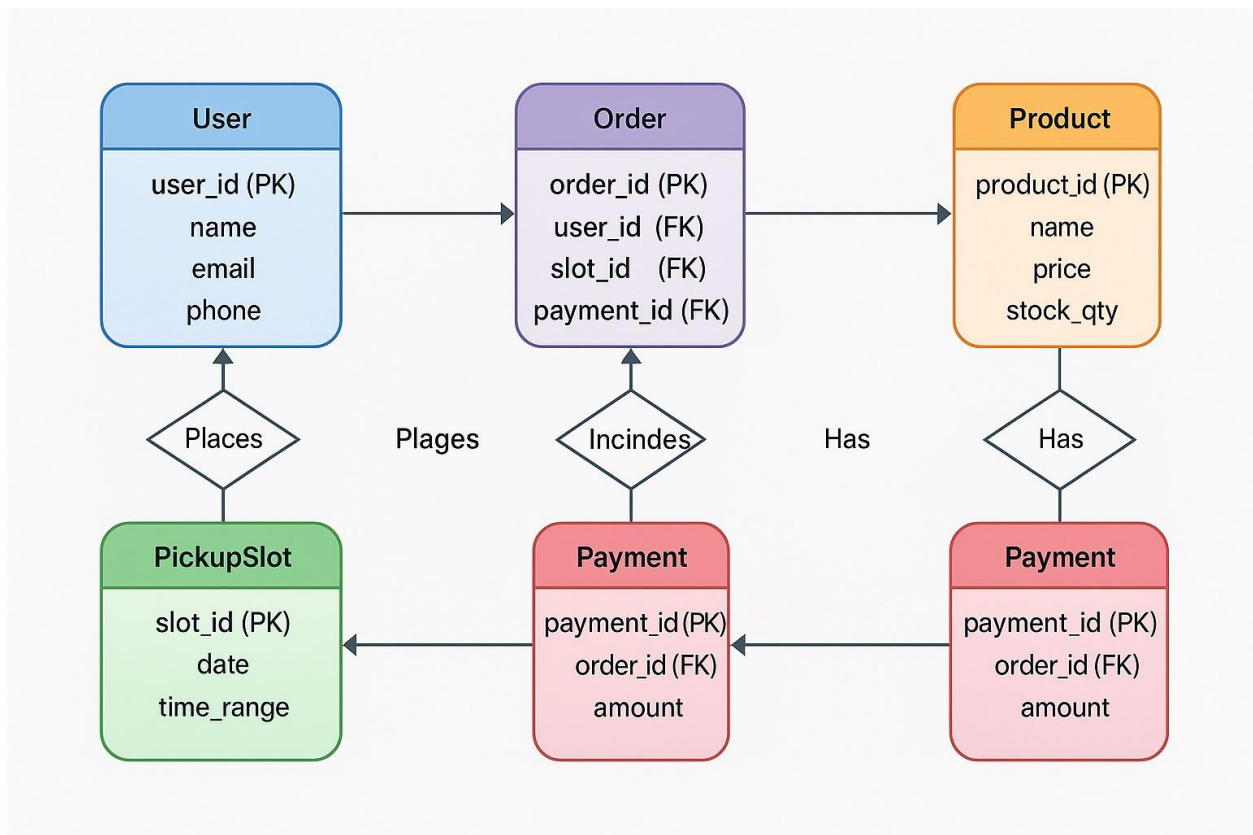 User
user_id (PK)
name
email
phone
Order
order_id (PK)
user_id (FK)
slot_id (FK)
payment_id (FK)
Product
product_id (PK)
name
price
stock_qty
Places
Plages
Incindes
Has
Has
PickupSlot
slot_id (PK)
date
time_range
Payment
payment_id (PK)
order_id (FK)
amount
Payment
payment_id (PK)
order_id (FK)
amount